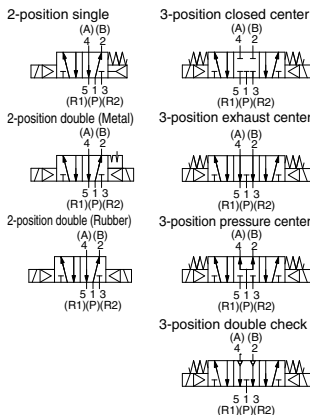 2-position single
(A) (B)
4 2
5 1 3
(R1)(P)(R2)
2-position double (Metal)
(A) (B)
4 2
5 1 3
(R1)(P)(R2)
2-position double (Rubber)
(A) (B)
4 2
5 1 3
(R1)(P)(R2)
3-position closed center
(A) (B)
4 2
5 1 3
(R1)(P)(R2)
3-position exhaust center
(A) (B)
4 2
5 1 3
(R1)(P)(R2)
3-position pressure center
(A) (B)
4 2
5 1 3
(R1)(P)(R2)
3-position double check
(A) (B)
4 2
5 1 3
(R1)(P)(R2)